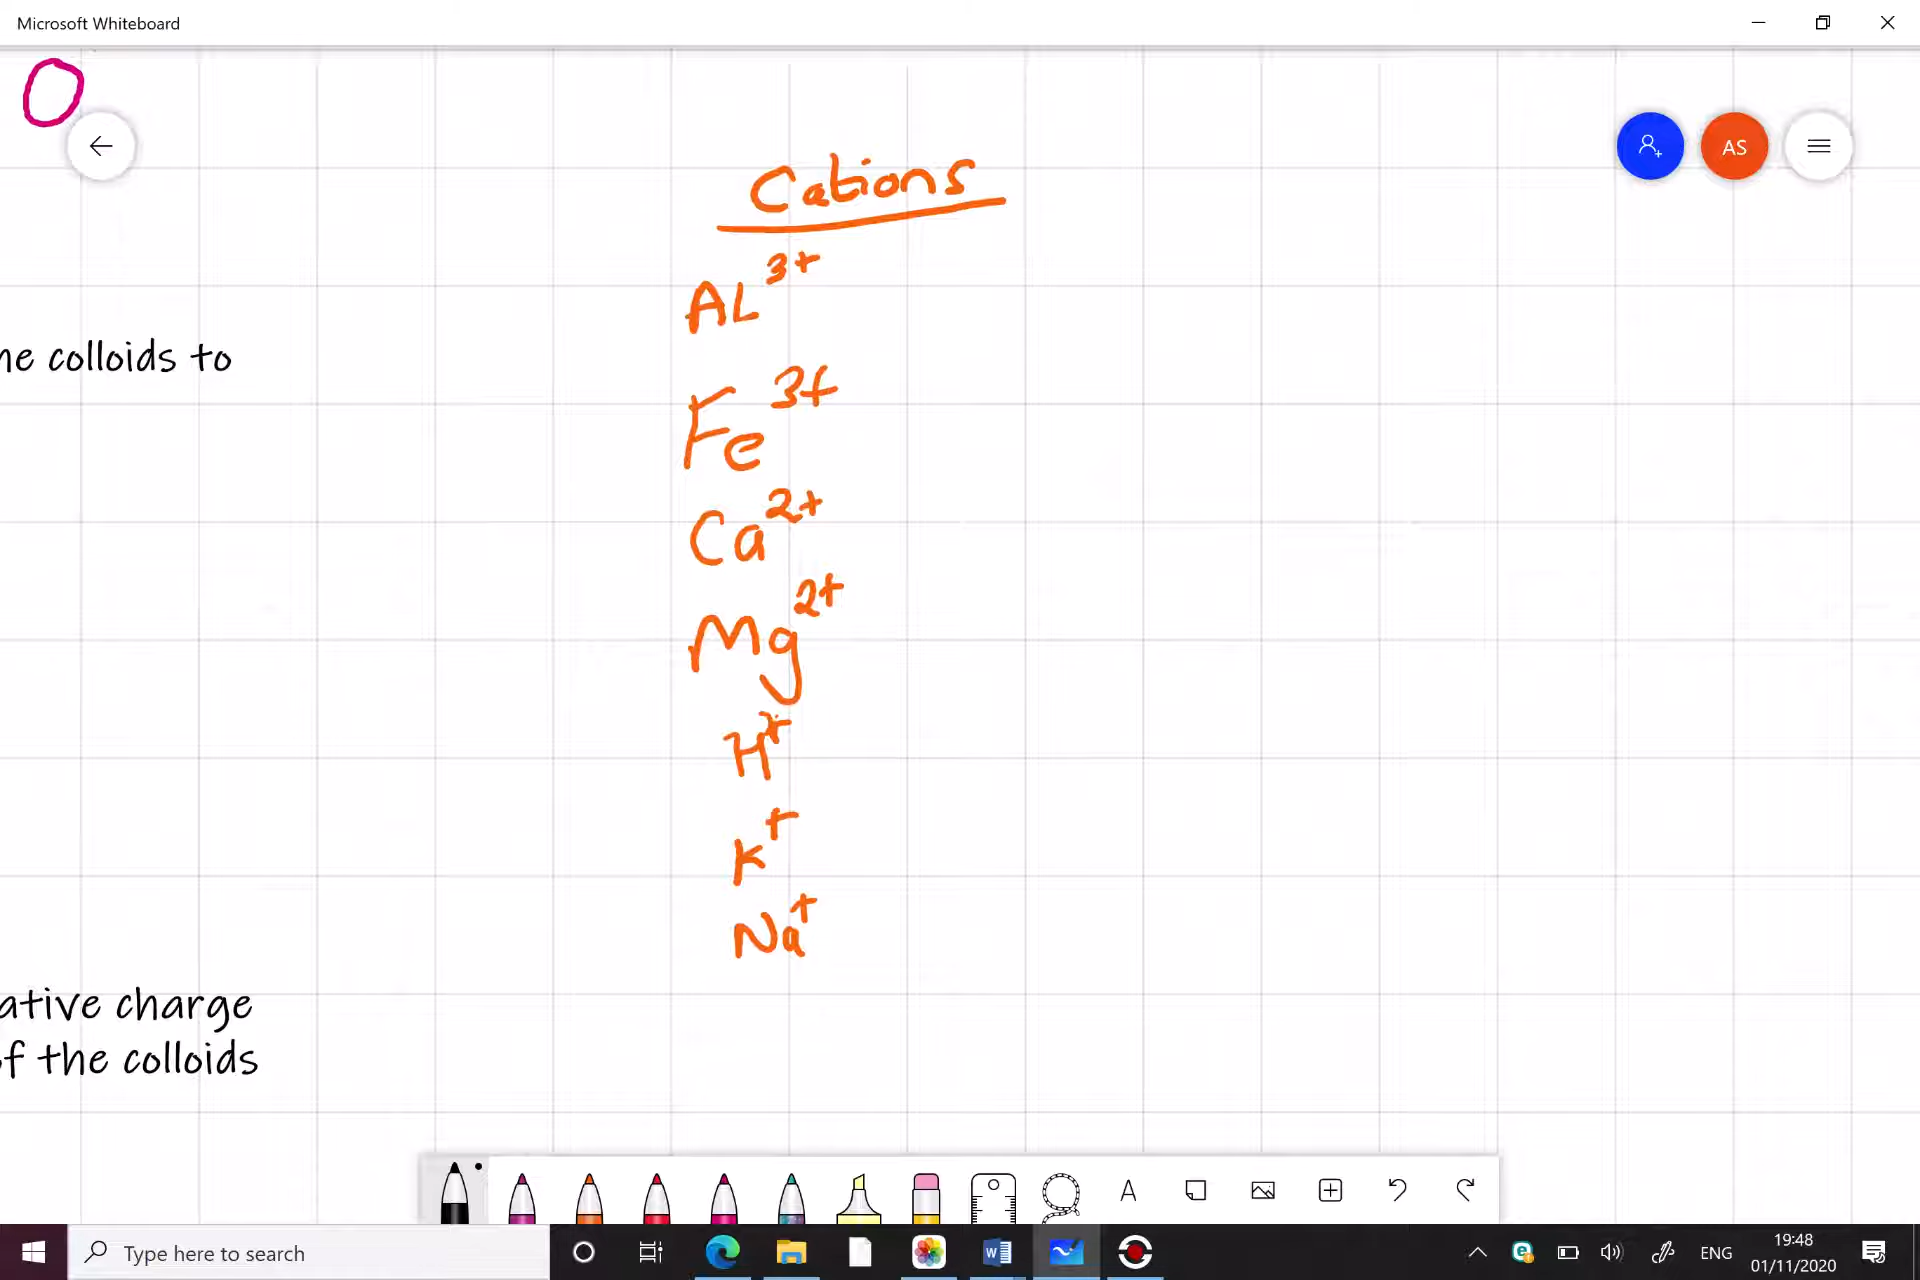 Microsoft Whiteboard
AS
Cations
AL³⁺
Fe³⁺
Ca²⁺
Mg²⁺
H⁺
K⁺
Na⁺
ne colloids to
ative charge
of the colloids
A
Type here to search
ENG
19:48
01/11/2020